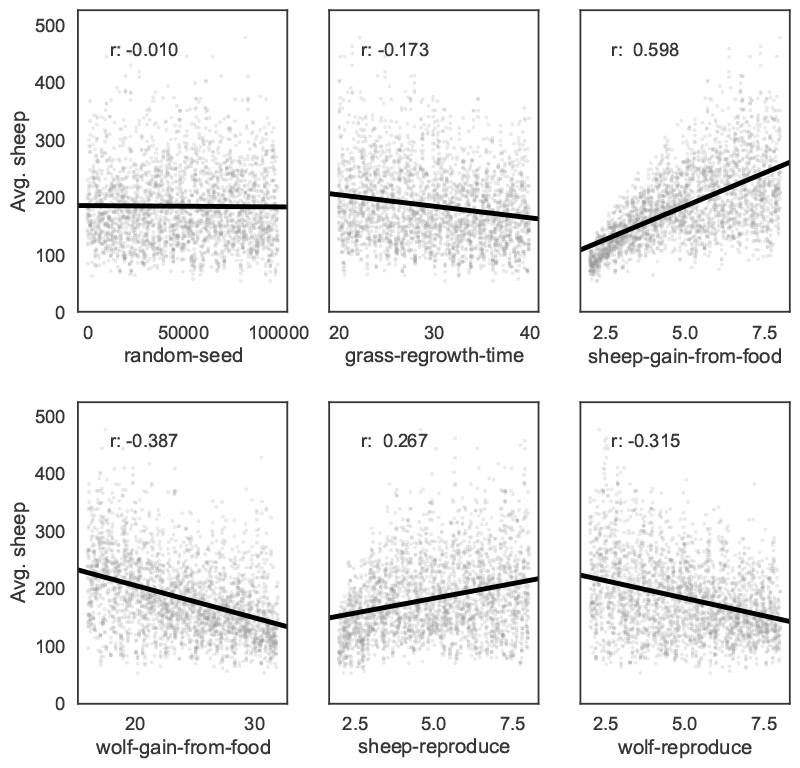 500
400
300
200
100
0
Avg. sheep
r: -0.010
0 50000 100000
random-seed
r: -0.173
20 30 40
grass-regrowth-time
r: 0.598
2.5 5.0 7.5
sheep-gain-from-food
500
400
300
200
100
0
Avg. sheep
r: -0.387
20 30
wolf-gain-from-food
r: 0.267
2.5 5.0 7.5
sheep-reproduce
r: -0.315
2.5 5.0 7.5
wolf-reproduce